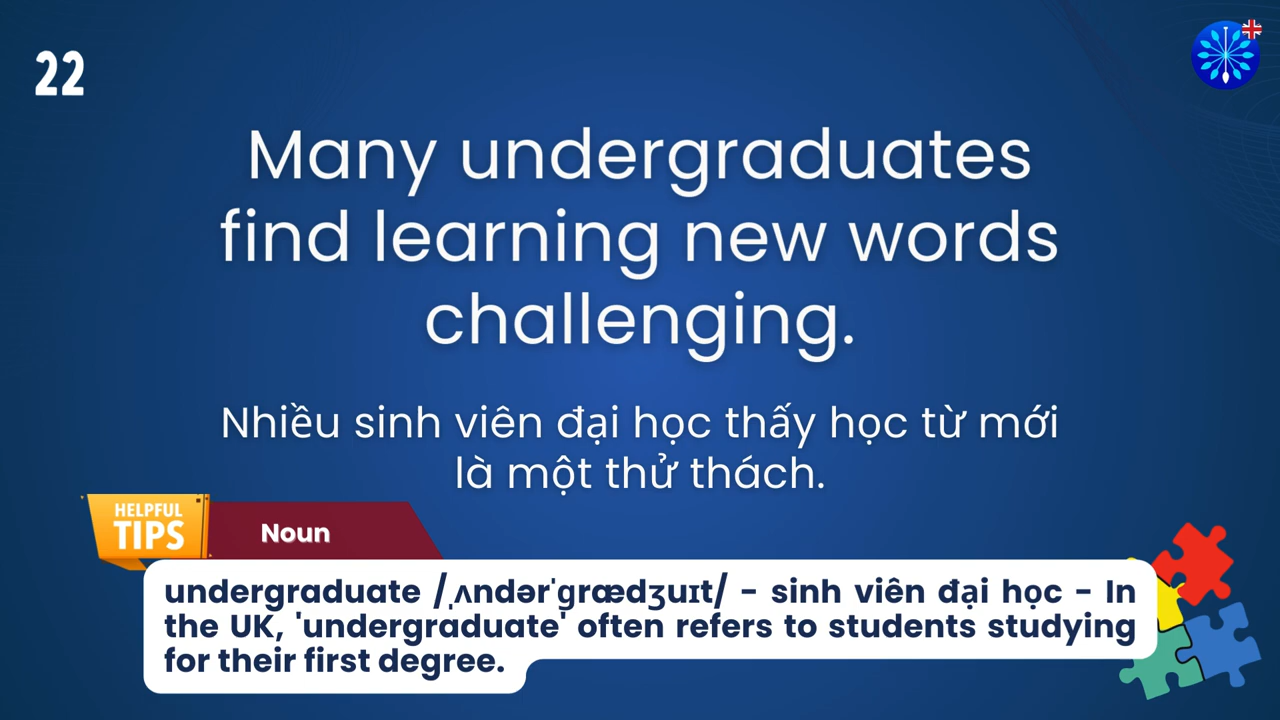 22
Many undergraduates
find learning new words
challenging.
Nhiều sinh viên đại học thấy học từ mới
là một thử thách.
HELPFUL
TIPS
Noun
undergraduate /ˌʌndərˈɡrædʒuɪt/ - sinh viên đại học - In
the UK, 'undergraduate' often refers to students studying
for their first degree.